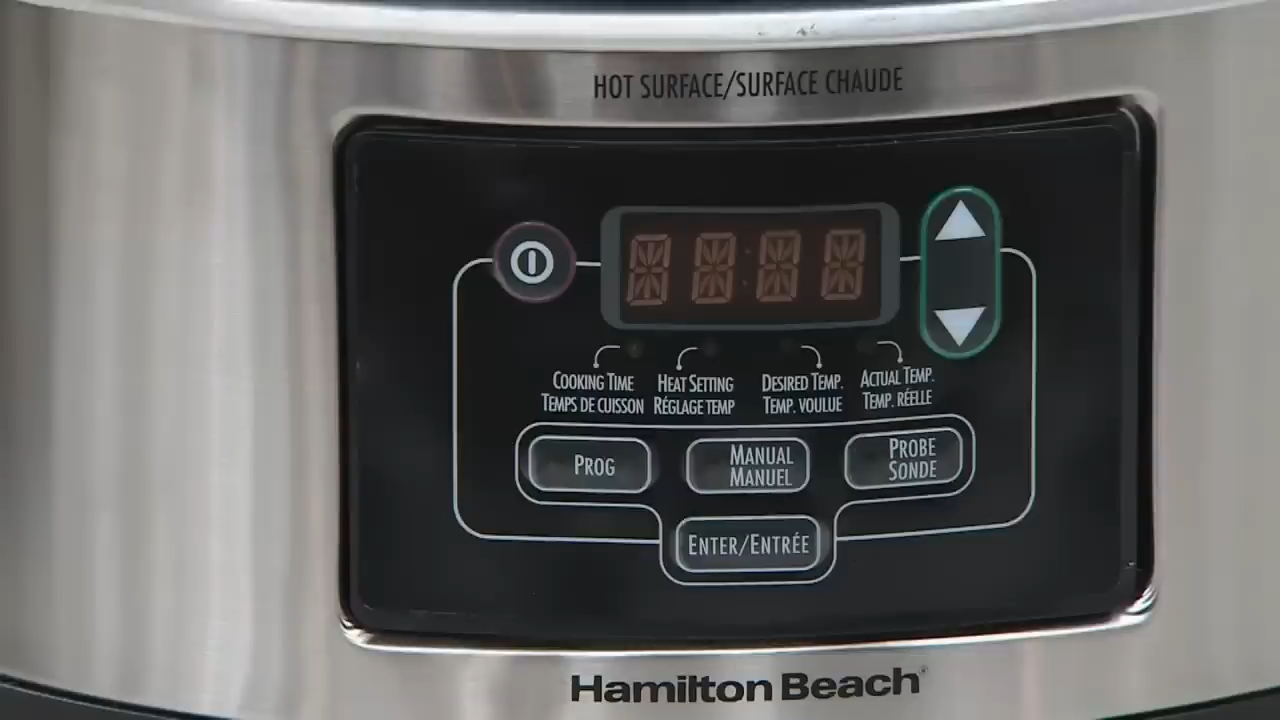 HOT SURFACE/SURFACE CHAUDE
COOKING TIME
TEMPS DE CUISSON
HEAT SETTING
RÉGLAGE TEMP
DESIRED TEMP.
TEMP. VOULUE
ACTUAL TEMP.
TEMP. RÉELLE
PROG
MANUAL
MANUEL
PROBE
SONDE
ENTER/ENTRÉE
Hamilton Beach